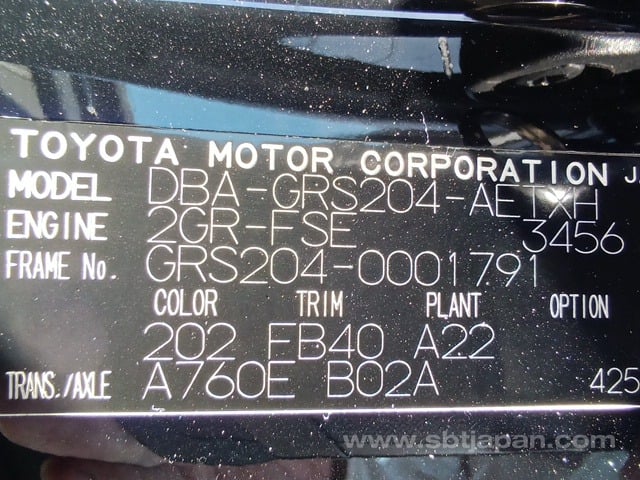 TOYOTA MOTOR CORPORATION J
MODEL DBA-GRS204-AETXH
ENGINE 2GR-FSE 3456
FRAME No. GRS204-0001791
COLOR TRIM PLANT OPTION
202 FB40 A22
TRANS./AXLE A760E B02A 425
www.sbtjapan.com